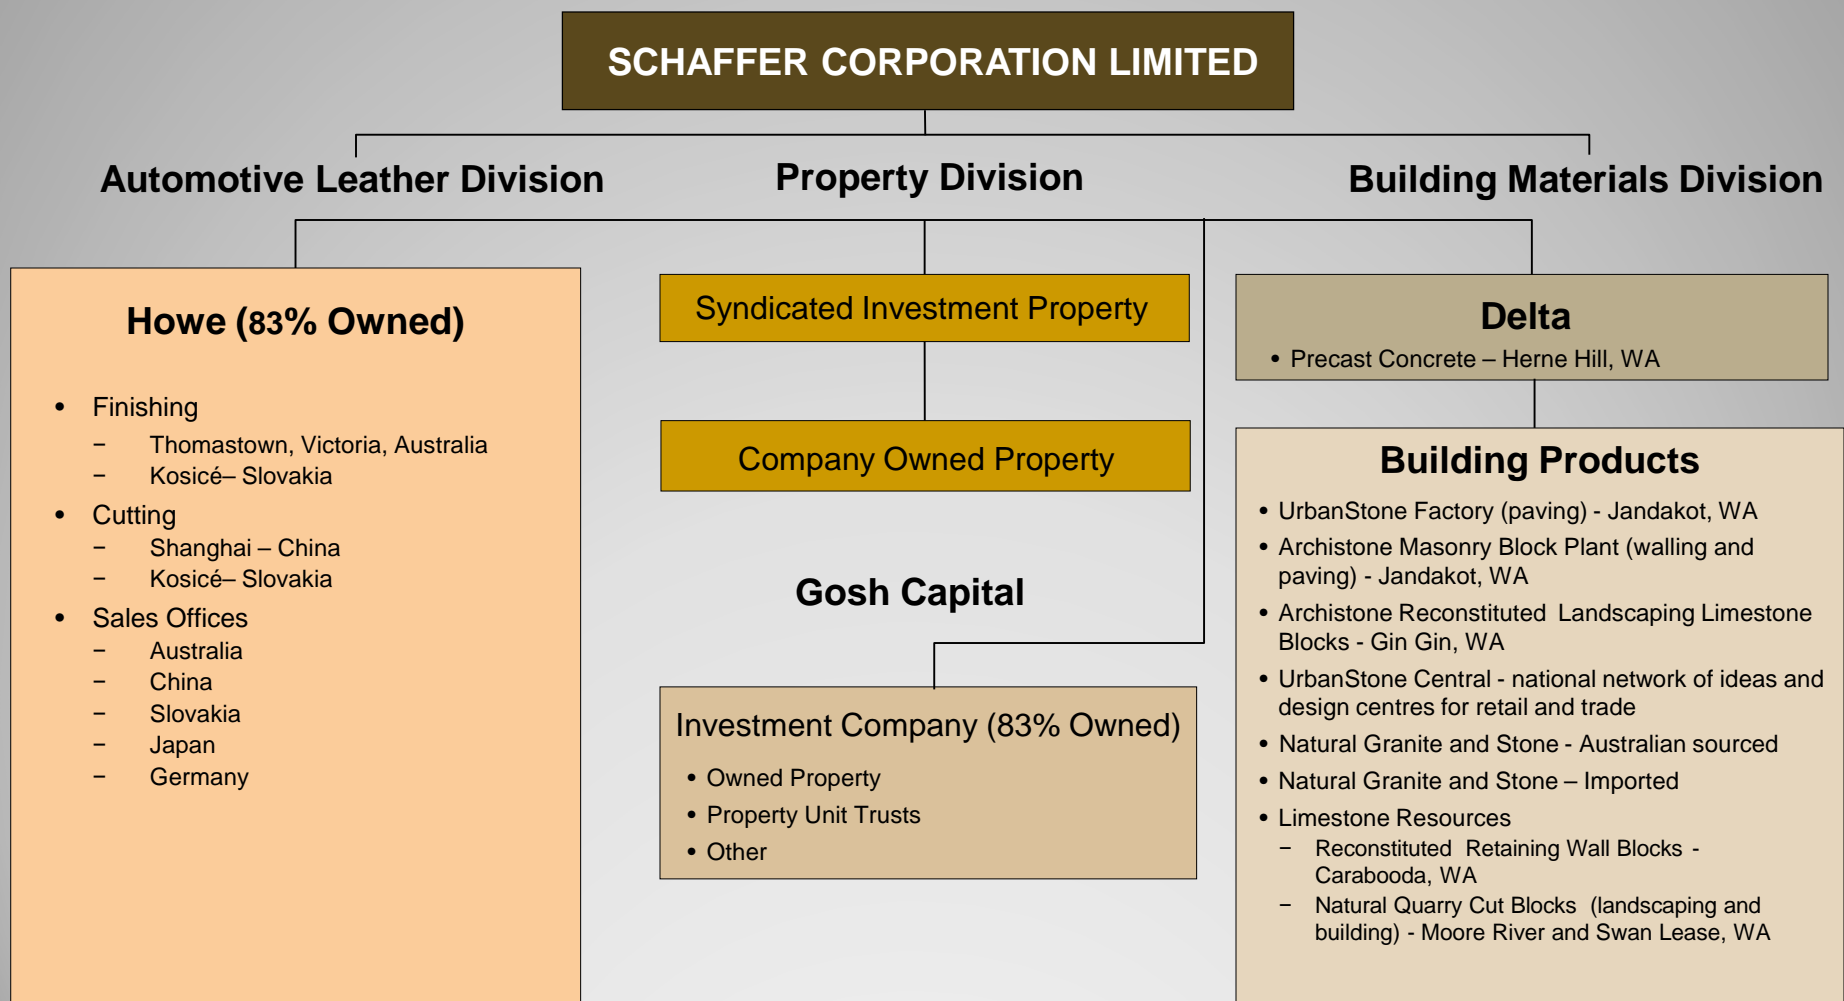 SCHAFFER CORPORATION LIMITED
Automotive Leather Division
Property Division
Building Materials Division
Howe (83% Owned)
• Finishing
– Thomastown, Victoria, Australia
– Kosicé– Slovakia
• Cutting
– Shanghai – China
– Kosicé– Slovakia
• Sales Offices
– Australia
– China
– Slovakia
– Japan
– Germany
Syndicated Investment Property
Company Owned Property
Gosh Capital
Investment Company (83% Owned)
• Owned Property
• Property Unit Trusts
• Other
Delta
• Precast Concrete – Herne Hill, WA
Building Products
• UrbanStone Factory (paving) - Jandakot, WA
• Archistone Masonry Block Plant (walling and
paving) - Jandakot, WA
• Archistone Reconstituted Landscaping Limestone
Blocks - Gin Gin, WA
• UrbanStone Central - national network of ideas and
design centres for retail and trade
• Natural Granite and Stone - Australian sourced
• Natural Granite and Stone – Imported
• Limestone Resources
– Reconstituted Retaining Wall Blocks -
Carabooda, WA
– Natural Quarry Cut Blocks (landscaping and
building) - Moore River and Swan Lease, WA